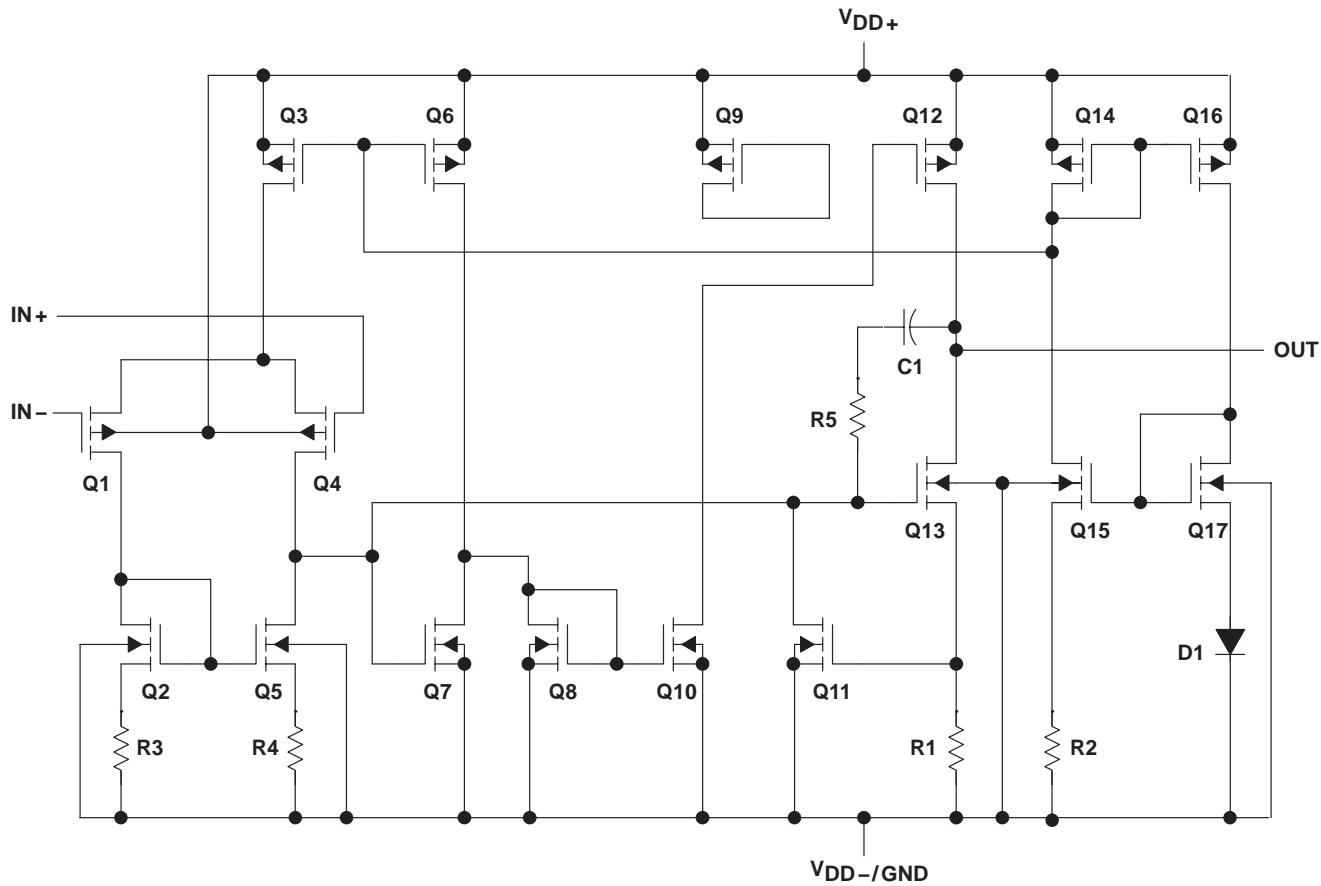 VDD+
Q3
Q6
Q9
Q12
Q14
Q16
IN+
OUT
C1
IN−
R5
Q1
Q4
Q13
Q15
Q17
Q2
Q5
Q7
Q8
Q10
Q11
D1
R3
R4
R1
R2
VDD−/GND